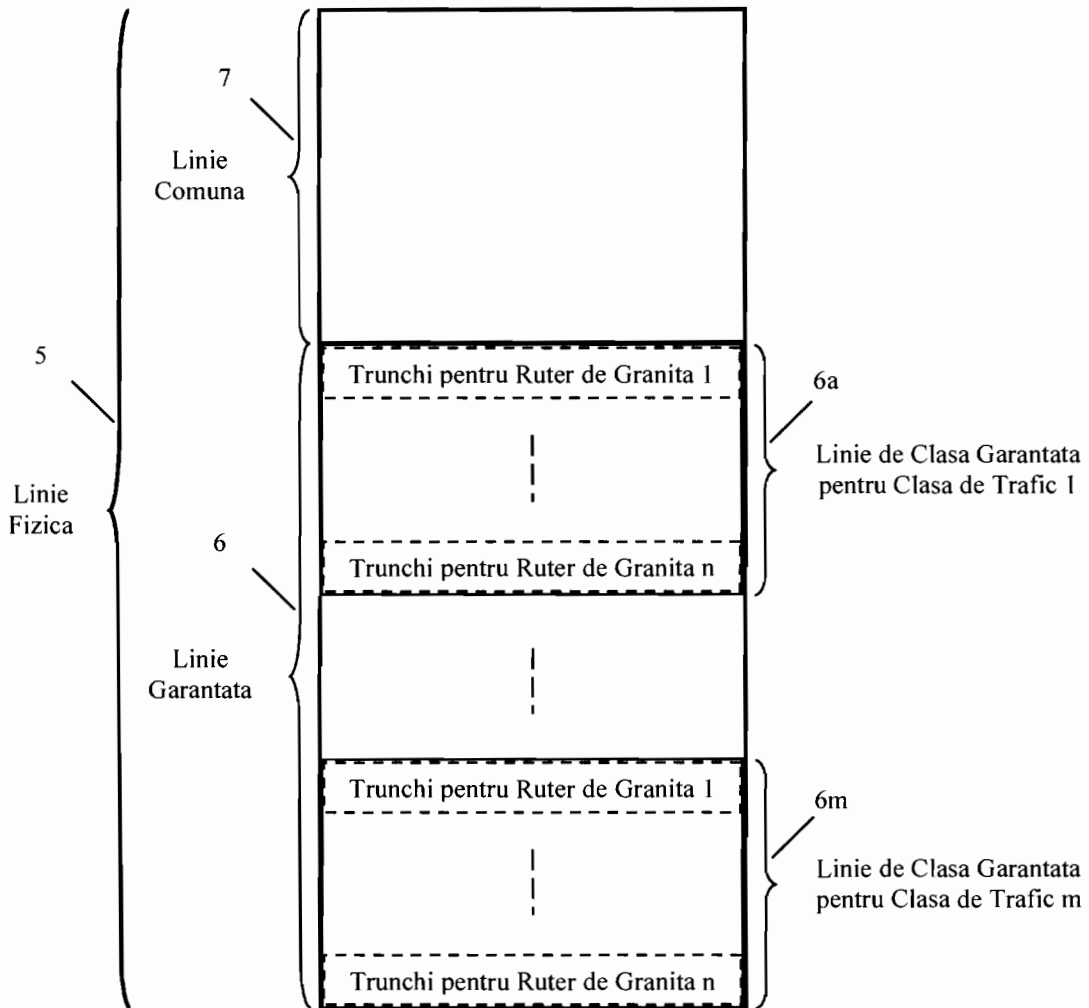 7
Linie
Comuna
5
Linie
Fizica
Trunchi pentru Ruter de Granita 1
6a
Linie de Clasa Garantata
pentru Clasa de Trafic 1
Trunchi pentru Ruter de Granita n
6
Linie
Garantata
Trunchi pentru Ruter de Granita 1
6m
Linie de Clasa Garantata
pentru Clasa de Trafic m
Trunchi pentru Ruter de Granita n